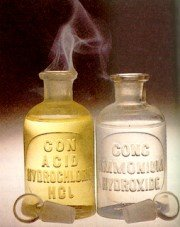 CON
ACID
HYDROCHLORIC
HCl
CONC
AMMONIUM
HYDROXIDE